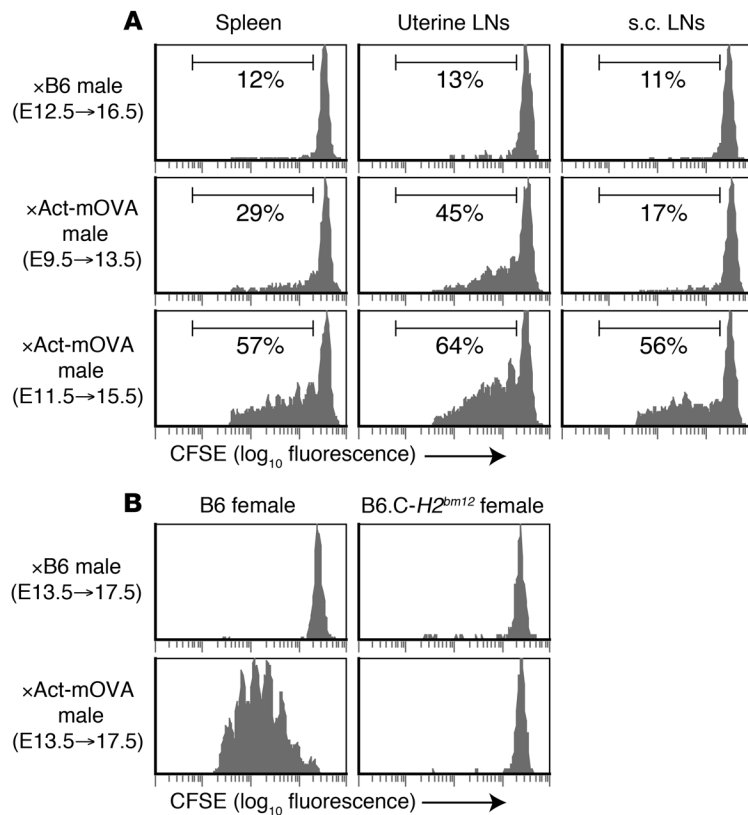 A
Spleen
Uterine LNs
s.c. LNs
×B6 male
(E12.5→16.5)
12%
13%
11%
×Act-mOVA
male
(E9.5→13.5)
29%
45%
17%
×Act-mOVA
male
(E11.5→15.5)
57%
64%
56%
CFSE (log₁₀ fluorescence)
B
B6 female
B6.C-H2ᵇᵐ¹² female
×B6 male
(E13.5→17.5)
×Act-mOVA
male
(E13.5→17.5)
CFSE (log₁₀ fluorescence)